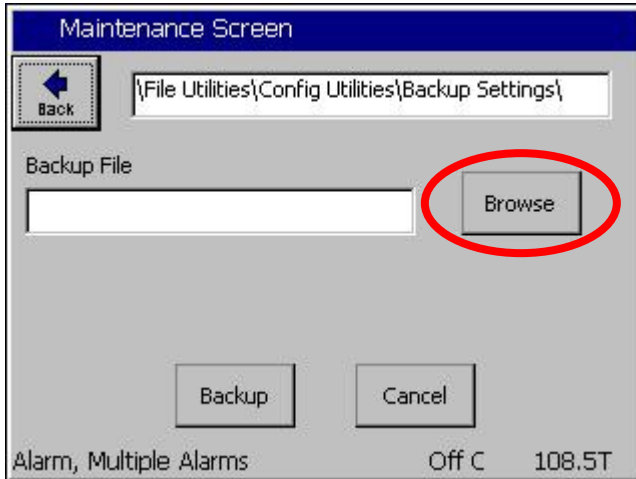 Maintenance Screen
Back
\File Utilities\Config Utilities\Backup Settings\
Backup File
Browse
Backup
Cancel
Alarm, Multiple Alarms Off C 108.5T